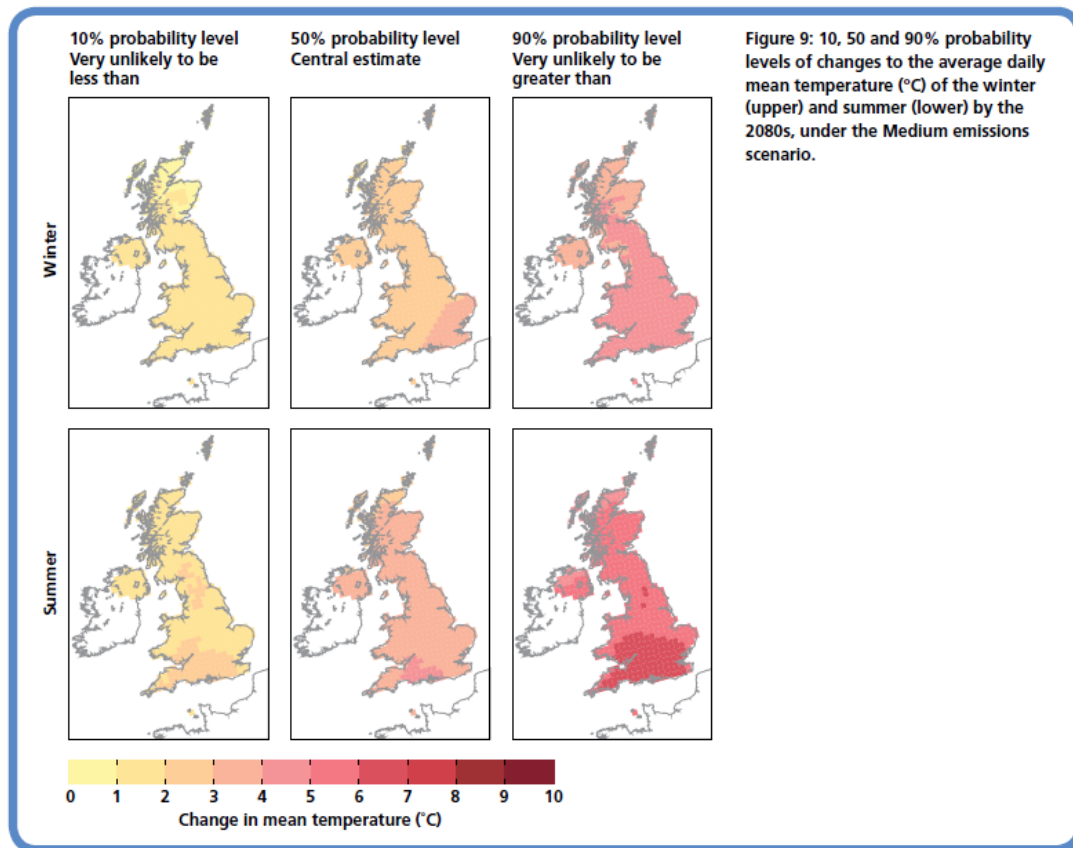 10% probability level
Very unlikely to be
less than
50% probability level
Central estimate
90% probability level
Very unlikely to be
greater than
Figure 9: 10, 50 and 90% probability
levels of changes to the average daily
mean temperature (ºC) of the winter
(upper) and summer (lower) by the
2080s, under the Medium emissions
scenario.
Winter
Summer
0 1 2 3 4 5 6 7 8 9 10
Change in mean temperature (˚C)